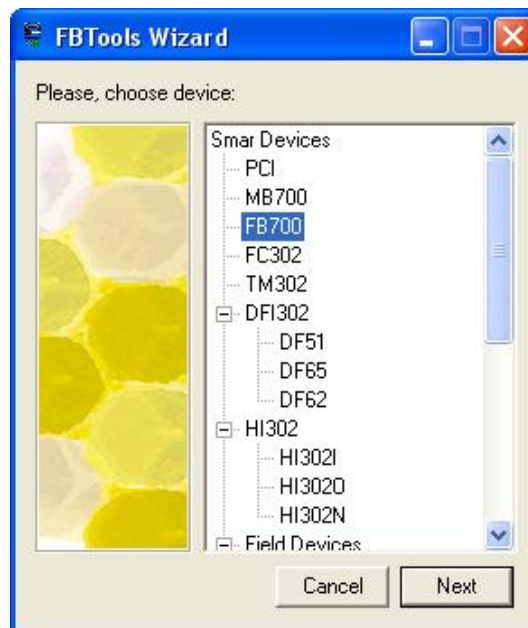 FBTools Wizard
Please, choose device:
Smar Devices
PCI
MB700
FB700
FC302
TM302
DFI302
DF51
DF65
DF62
HI302
HI302I
HI302O
HI302N
Field Devices
Cancel
Next